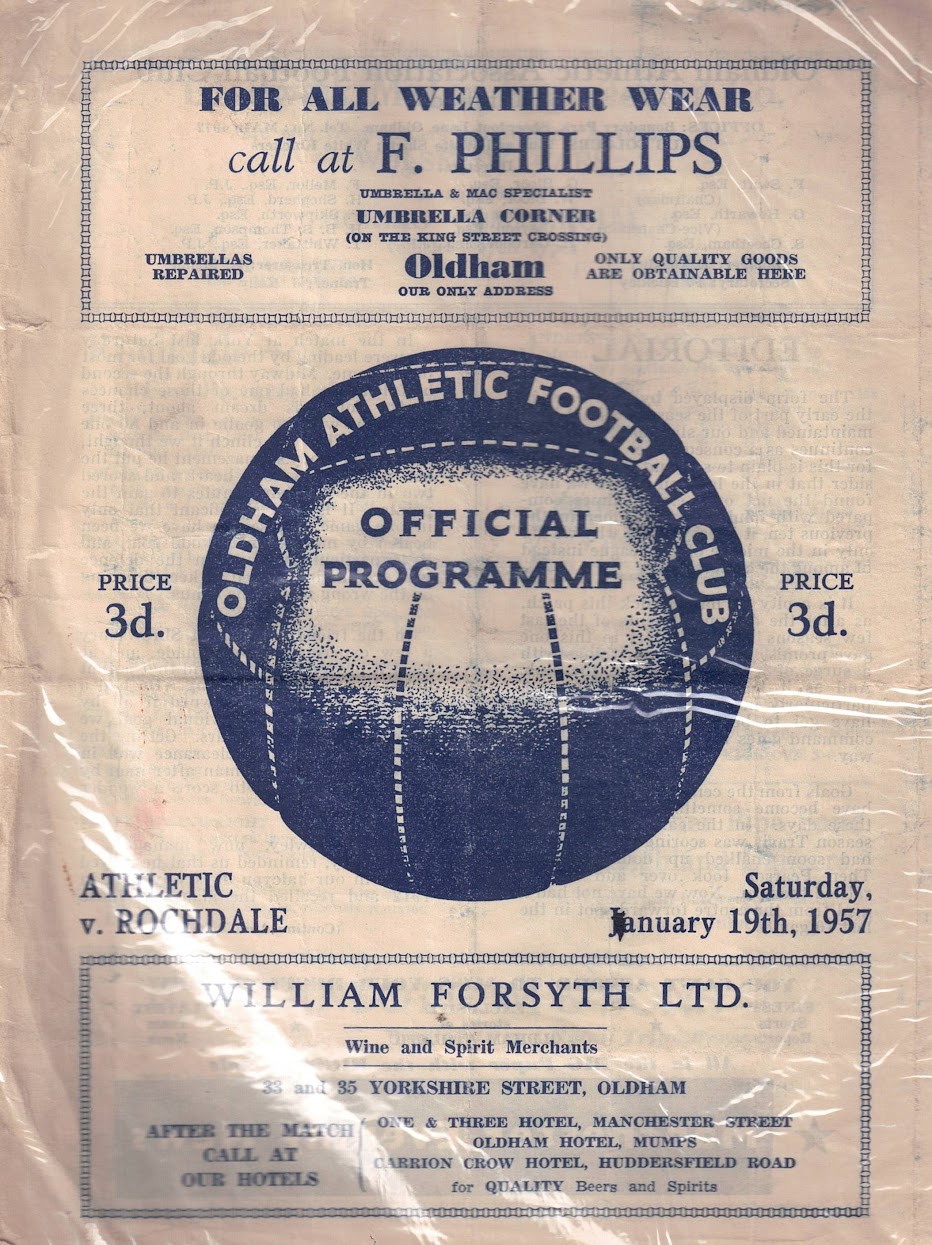 FOR ALL WEATHER WEAR
call at F. PHILLIPS
UMBRELLA & MAC SPECIALIST
UMBRELLA CORNER
(ON THE KING STREET CROSSING)
UMBRELLAS
REPAIRED
Oldham
OUR ONLY ADDRESS
ONLY QUALITY GOODS
ARE OBTAINABLE HERE
OLDHAM ATHLETIC FOOTBALL CLUB
OFFICIAL
PROGRAMME
PRICE
3d.
PRICE
3d.
ATHLETIC
v. ROCHDALE
Saturday,
January 19th, 1957
WILLIAM FORSYTH LTD.
Wine and Spirit Merchants
33 and 35 YORKSHIRE STREET, OLDHAM
AFTER THE MATCH
CALL AT
OUR HOTELS
ONE & THREE HOTEL, MANCHESTER STREET
OLDHAM HOTEL, MUMPS
CARRION CROW HOTEL, HUDDERSFIELD ROAD
for QUALITY Beers and Spirits